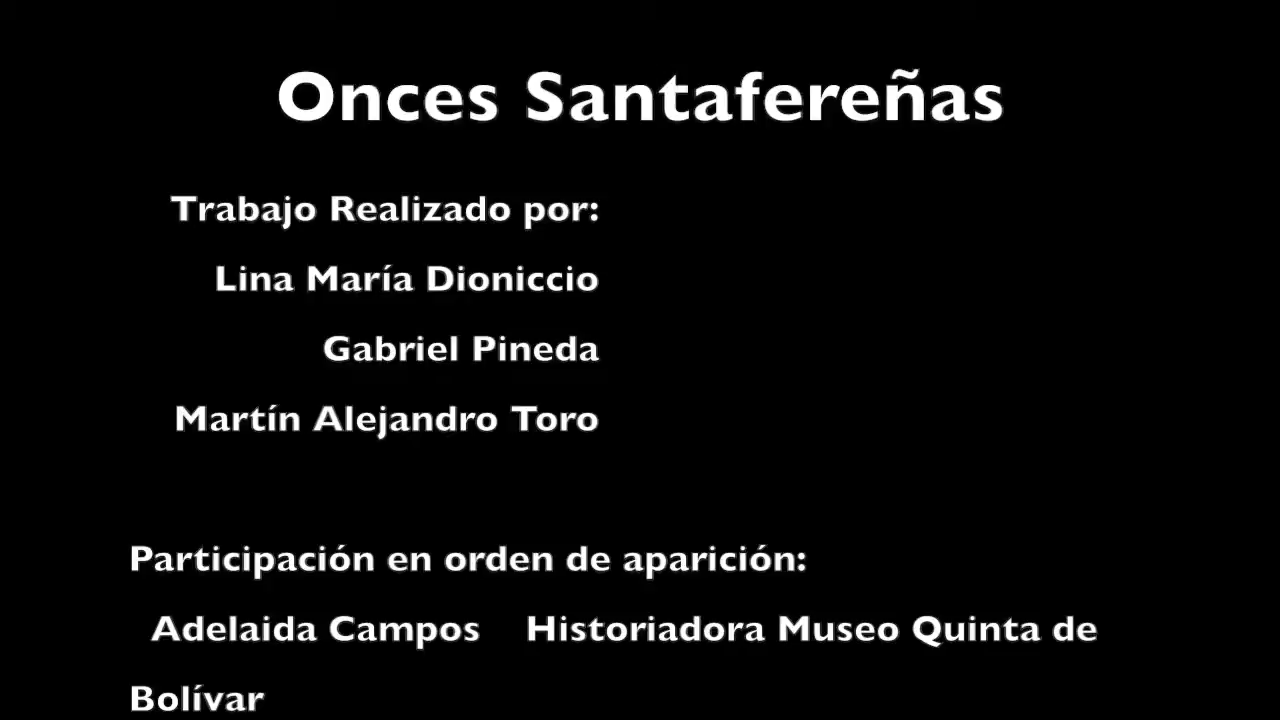 Onces Santafereñas
Trabajo Realizado por:
Lina María Dioniccio
Gabriel Pineda
Martín Alejandro Toro
Participación en orden de aparición:
Adelaida Campos Historiadora Museo Quinta de
Bolívar